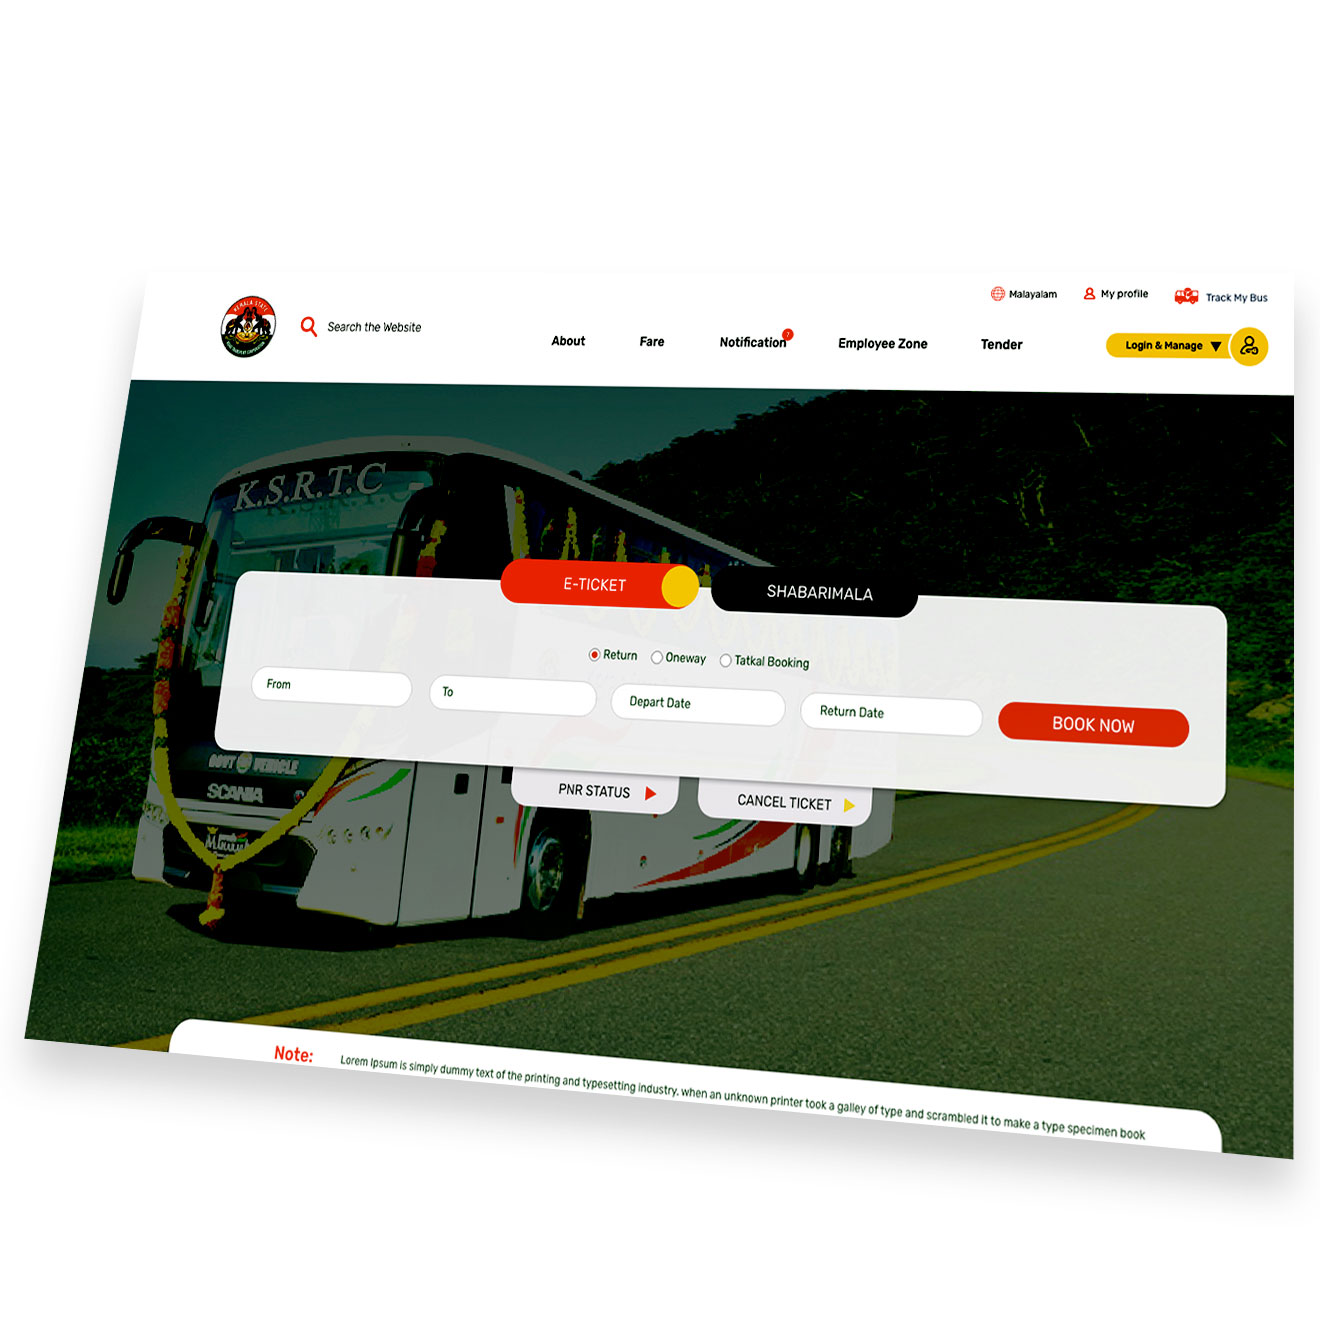 Malayalam
My profile
Track My Bus
KERALA STATE
Search the Website
About
Fare
Notification
7
Employee Zone
Tender
Login & Manage
K.S.R.T.C
E-TICKET
SHABARIMALA
Return
Oneway
Tatkal Booking
From
To
Depart Date
Return Date
BOOK NOW
GOVT VEHICLE
SCANIA
PNR STATUS
CANCEL TICKET
Note:
Lorem Ipsum is simply dummy text of the printing and typesetting industry. when an unknown printer took a galley of type and scrambled it to make a type specimen book